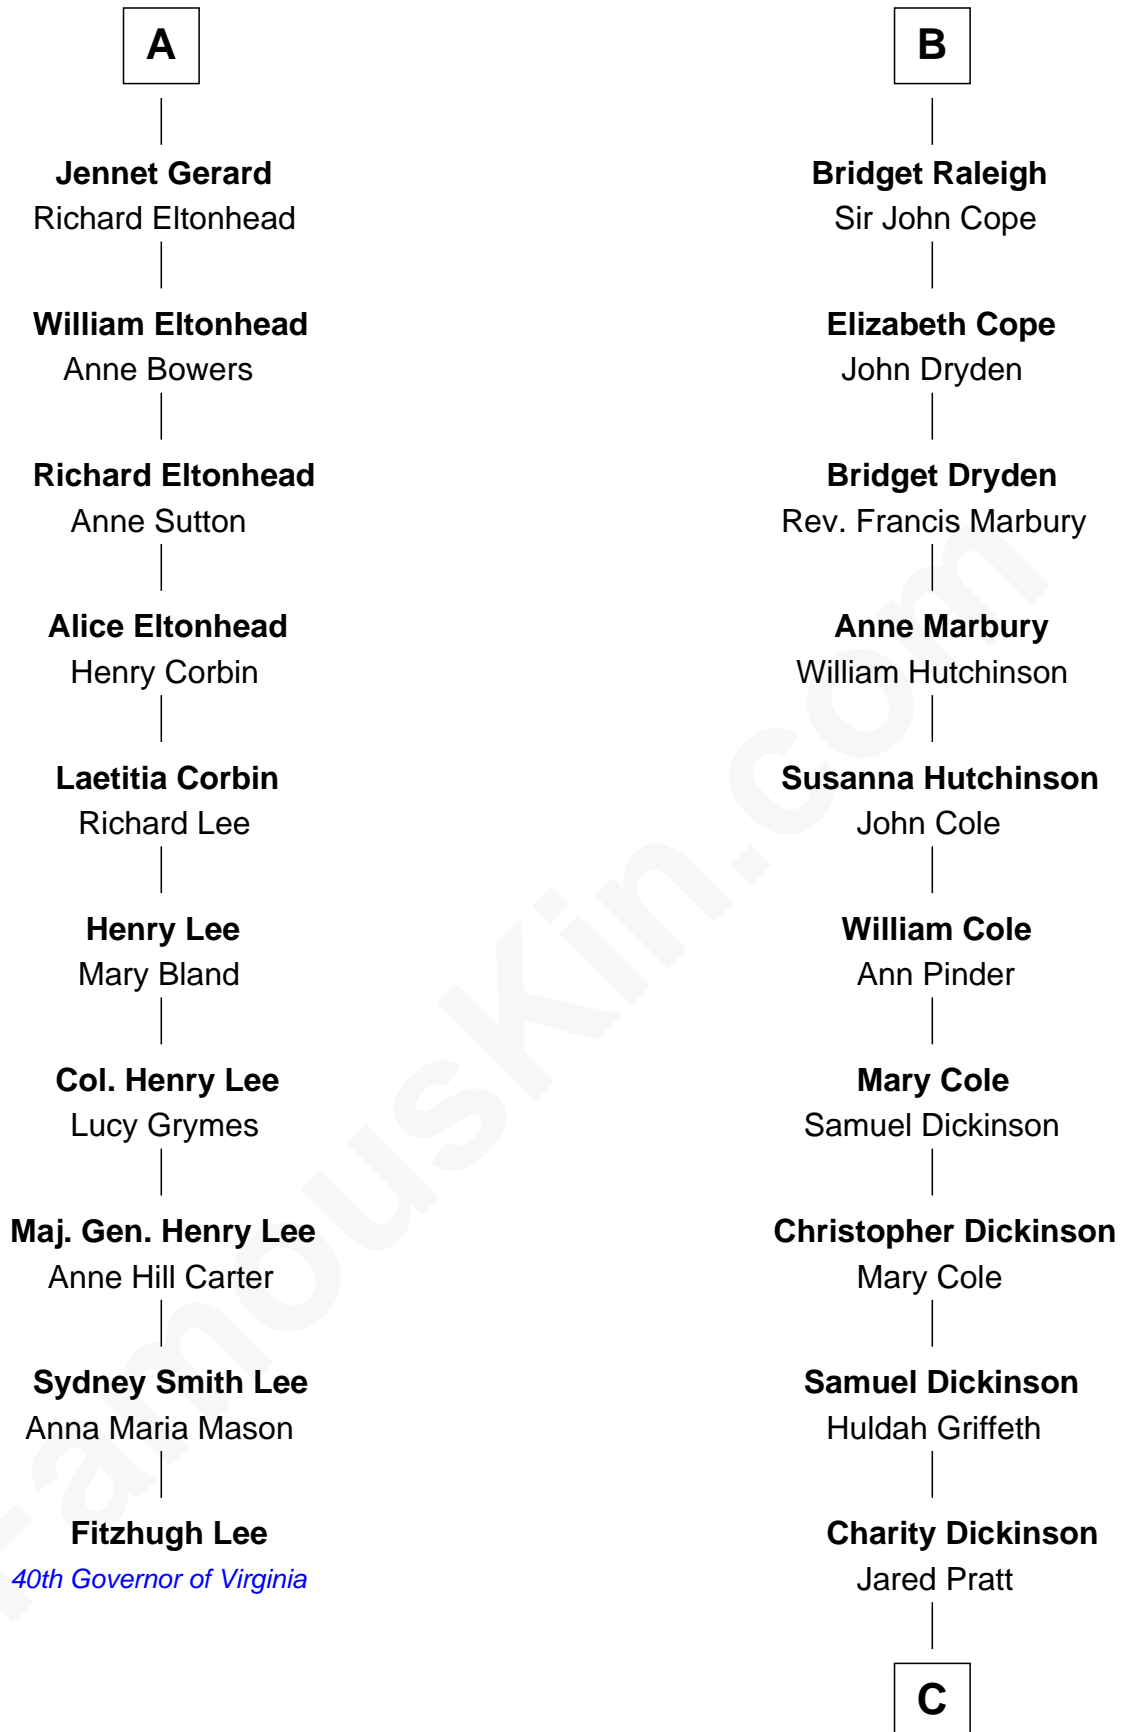 A
Jennet Gerard
Richard Eltonhead
William Eltonhead
Anne Bowers
Richard Eltonhead
Anne Sutton
Alice Eltonhead
Henry Corbin
Laetitia Corbin
Richard Lee
Henry Lee
Mary Bland
Col. Henry Lee
Lucy Grymes
Maj. Gen. Henry Lee
Anne Hill Carter
Sydney Smith Lee
Anna Maria Mason
Fitzhugh Lee
40th Governor of Virginia
B
Bridget Raleigh
Sir John Cope
Elizabeth Cope
John Dryden
Bridget Dryden
Rev. Francis Marbury
Anne Marbury
William Hutchinson
Susanna Hutchinson
John Cole
William Cole
Ann Pinder
Mary Cole
Samuel Dickinson
Christopher Dickinson
Mary Cole
Samuel Dickinson
Huldah Griffeth
Charity Dickinson
Jared Pratt
C
FamousKin.com